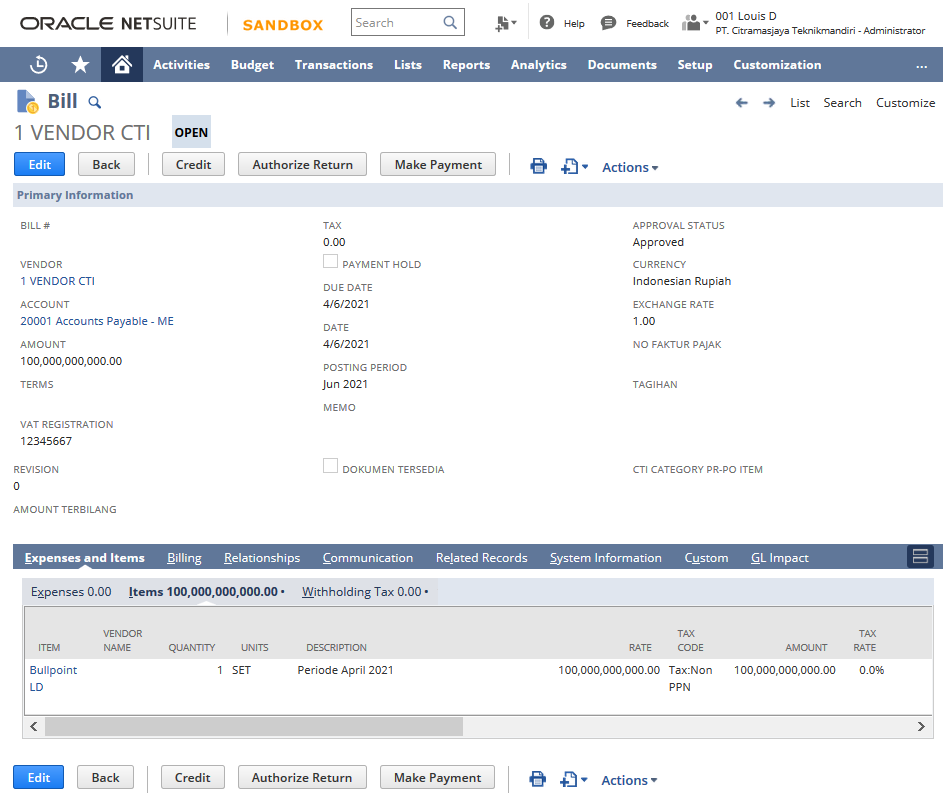 ORACLE NETSUITE
SANDBOX
Search
Help
Feedback
001 Louis D
PT. Citramasjaya Teknikmandiri - Administrator
Activities Budget Transactions Lists Reports Analytics Documents Setup Customization ...
Bill
List Search Customize
1 VENDOR CTI OPEN
Edit Back Credit Authorize Return Make Payment Actions
Primary Information
BILL #
VENDOR
1 VENDOR CTI
ACCOUNT
20001 Accounts Payable - ME
AMOUNT
100,000,000,000.00
TERMS
VAT REGISTRATION
12345667
TAX
0.00
PAYMENT HOLD
DUE DATE
4/6/2021
DATE
4/6/2021
POSTING PERIOD
Jun 2021
MEMO
APPROVAL STATUS
Approved
CURRENCY
Indonesian Rupiah
EXCHANGE RATE
1.00
NO FAKTUR PAJAK
TAGIHAN
REVISION
0
AMOUNT TERBILANG
DOKUMEN TERSEDIA
CTI CATEGORY PR-PO ITEM
Expenses and Items Billing Relationships Communication Related Records System Information Custom GL Impact
Expenses 0.00 Items 100,000,000,000.00 • Withholding Tax 0.00 •
ITEM VENDOR NAME QUANTITY UNITS DESCRIPTION RATE TAX CODE AMOUNT TAX RATE
Bullpoint LD 1 SET Periode April 2021 100,000,000,000.00 Tax:Non PPN 100,000,000,000.00 0.0%
Edit Back Credit Authorize Return Make Payment Actions